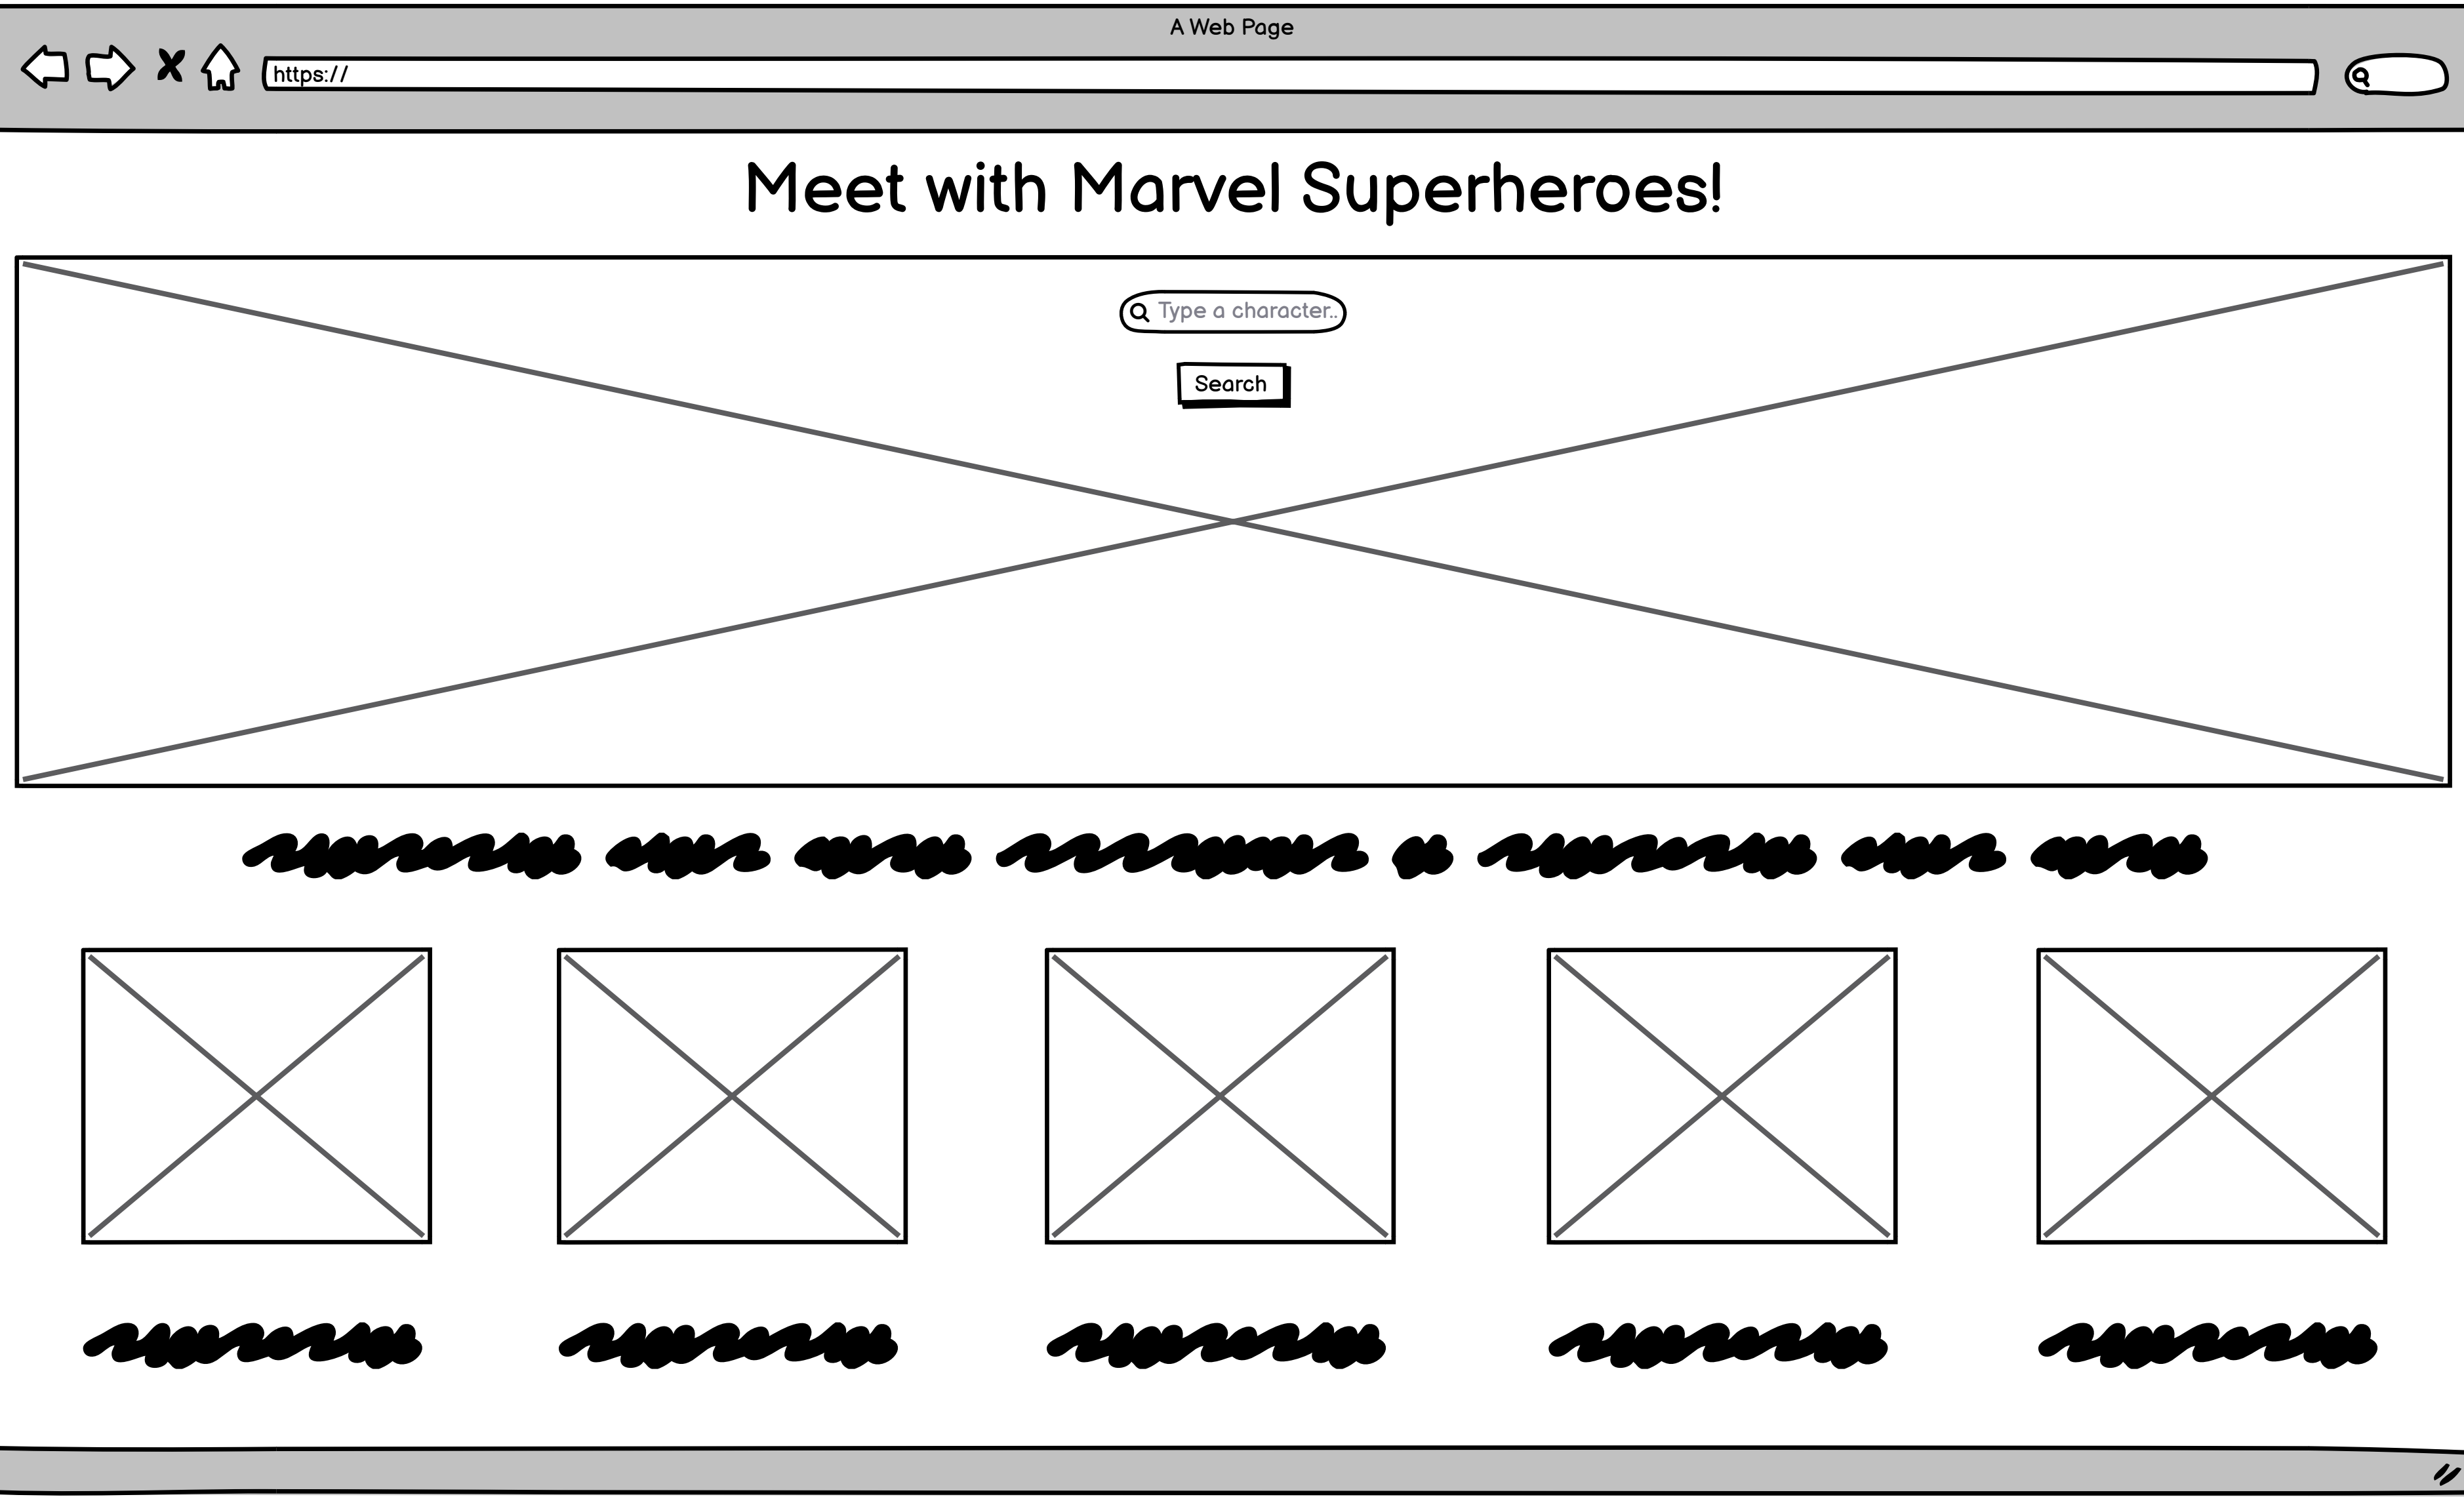 A Web Page
https://
Meet with Marvel Superheroes!
Type a character..
Search